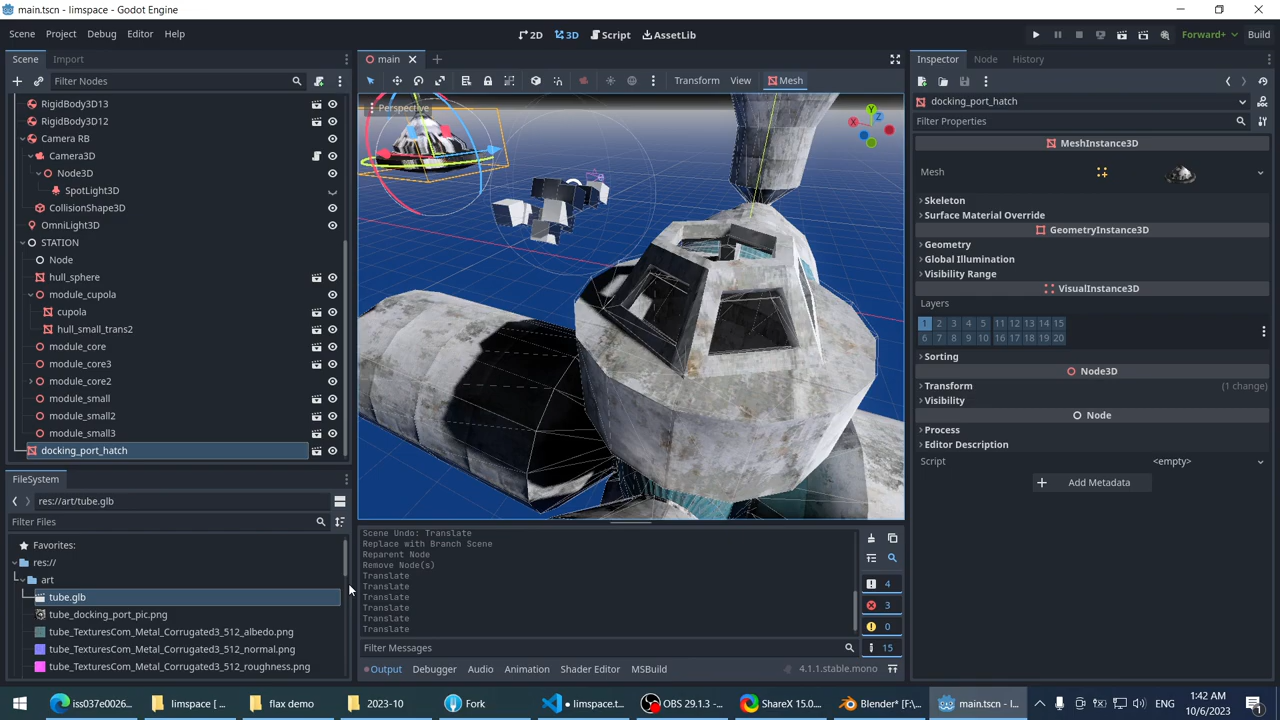 main.tscn - limspace - Godot Engine
Scene Project Debug Editor Help
2D 3D Script AssetLib
Forward+ Build
Scene Import
Filter Nodes
RigidBody3D13
RigidBody3D12
Camera RB
Camera3D
Node3D
SpotLight3D
CollisionShape3D
OmniLight3D
STATION
Node
hull_sphere
module_cupola
cupola
hull_small_trans2
module_core
module_core3
module_core2
module_small
module_small2
module_small3
docking_port_hatch
FileSystem
res://art/tube.glb
Filter Files
Favorites:
res://
art
tube.glb
tube_docking_port_pic.png
tube_TexturesCom_Metal_Corrugated3_512_albedo.png
tube_TexturesCom_Metal_Corrugated3_512_normal.png
tube_TexturesCom_Metal_Corrugated3_512_roughness.png
main
Transform View Mesh
Perspective
X Y Z
Scene Undo: Translate
Replace with Branch Scene
Reparent Node
Remove Node(s)
Translate
Translate
Translate
Translate
Translate
Translate
Filter Messages
4
3
0
15
Output Debugger Audio Animation Shader Editor MSBuild
4.1.1.stable.mono
Inspector Node History
docking_port_hatch
Filter Properties
MeshInstance3D
Mesh
Skeleton
Surface Material Override
GeometryInstance3D
Geometry
Global Illumination
Visibility Range
VisualInstance3D
Layers
1 2 3 4 5 11 12 13 14 15
6 7 8 9 10 16 17 18 19 20
Sorting
Node3D
Transform (1 change)
Visibility
Node
Process
Editor Description
Script <empty>
Add Metadata
iss037e0026...
limspace [ ...
flax demo
2023-10
Fork
limspace.t...
OBS 29.1.3 - ...
ShareX 15.0....
Blender* [F:\...
main.tscn - l...
ENG
1:42 AM
10/6/2023
1